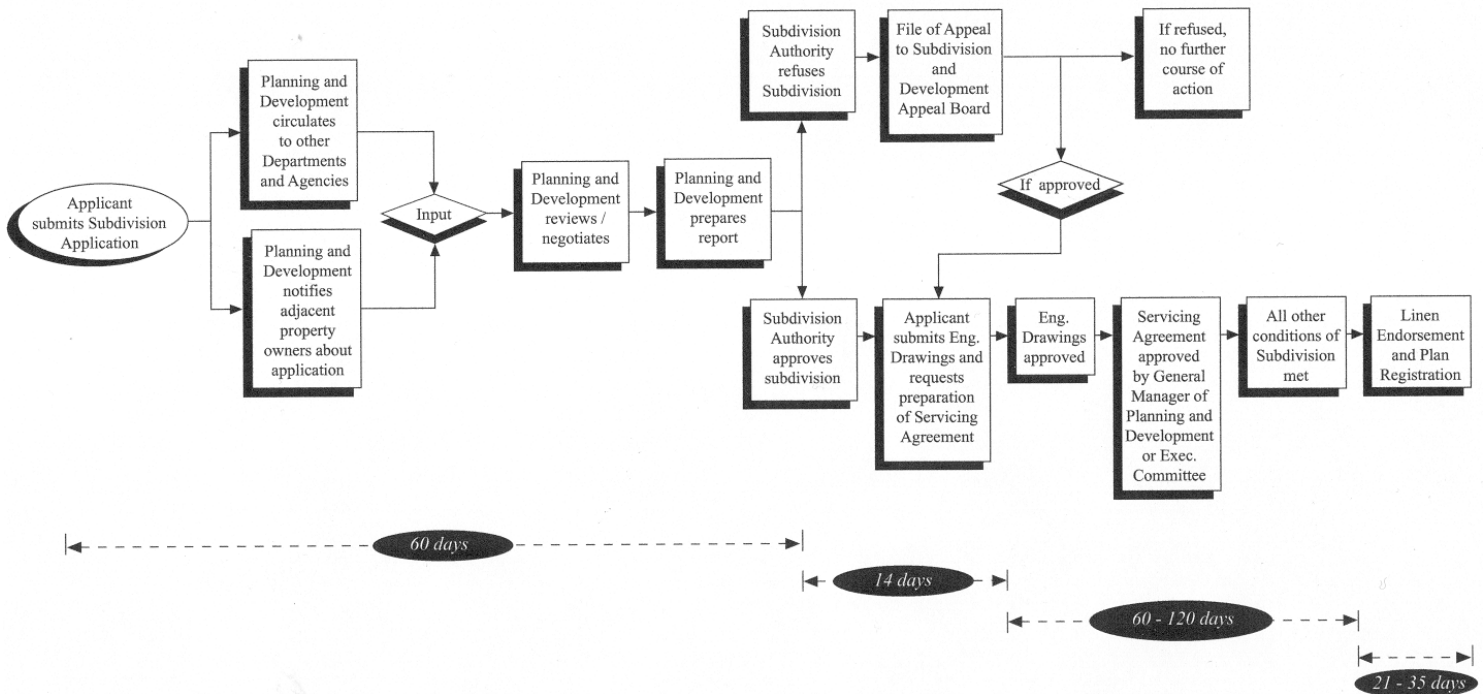 Applicant
submits Subdivision
Application
Planning and
Development
circulates
to other
Departments
and Agencies
Planning and
Development
notifies
adjacent
property
owners about
application
Input
Planning and
Development
reviews /
negotiates
Planning and
Development
prepares
report
Subdivision
Authority
refuses
Subdivision
File of Appeal
to Subdivision
and
Development
Appeal Board
If refused,
no further
course of
action
If approved
Subdivision
Authority
approves
subdivision
Applicant
submits Eng.
Drawings and
requests
preparation
of Servicing
Agreement
Eng.
Drawings
approved
Servicing
Agreement
approved
by General
Manager of
Planning and
Development
or Exec.
Committee
All other
conditions of
Subdivision
met
Linen
Endorsement
and Plan
Registration
60 days
14 days
60 - 120 days
21 - 35 days